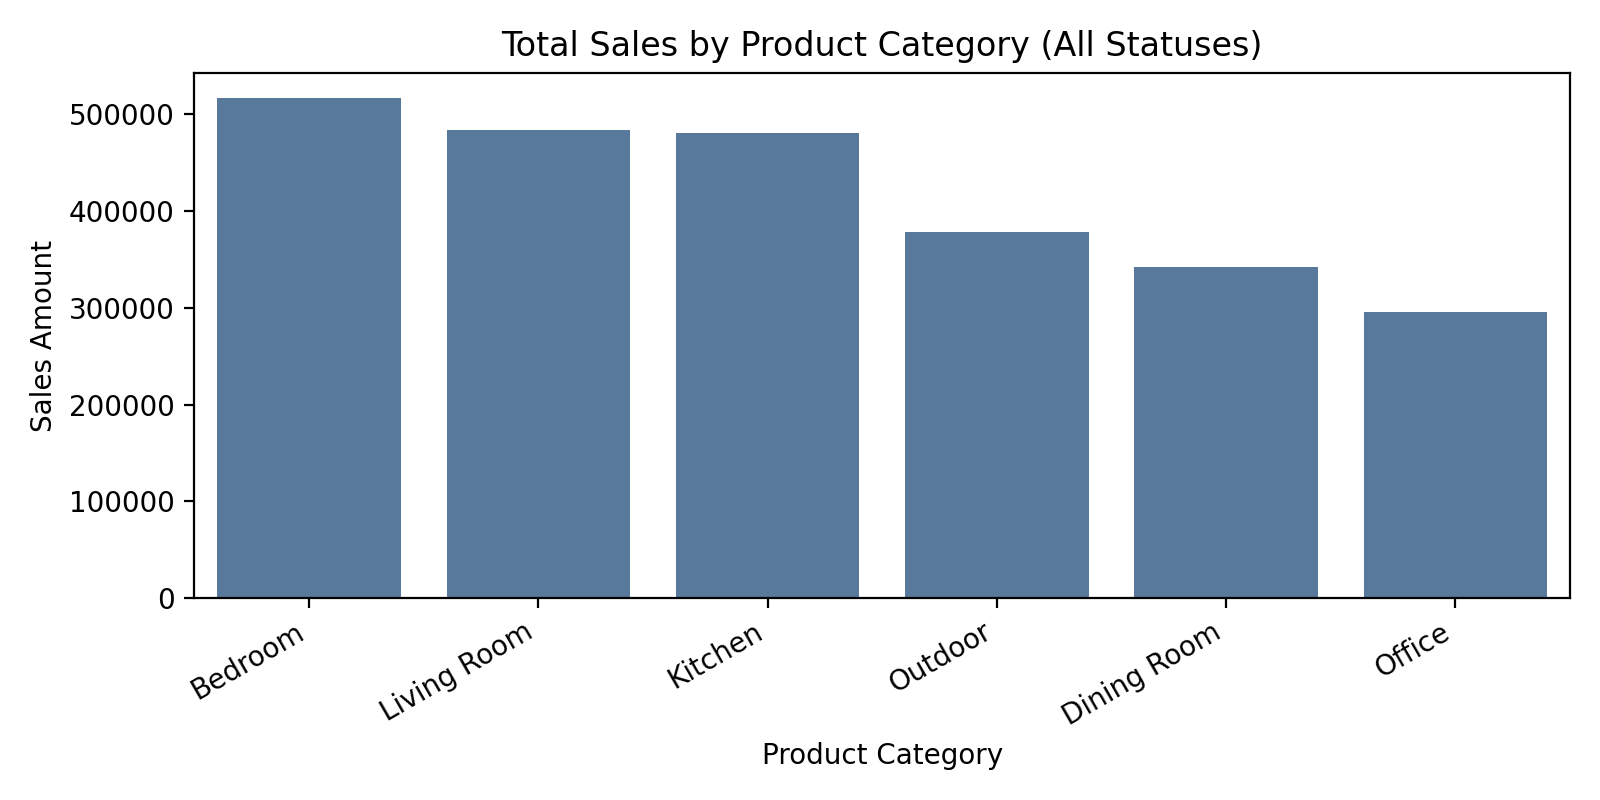 Total Sales by Product Category (All Statuses)
500000
400000
300000
200000
100000
0
Sales Amount
Bedroom
Living Room
Kitchen
Outdoor
Dining Room
Office
Product Category